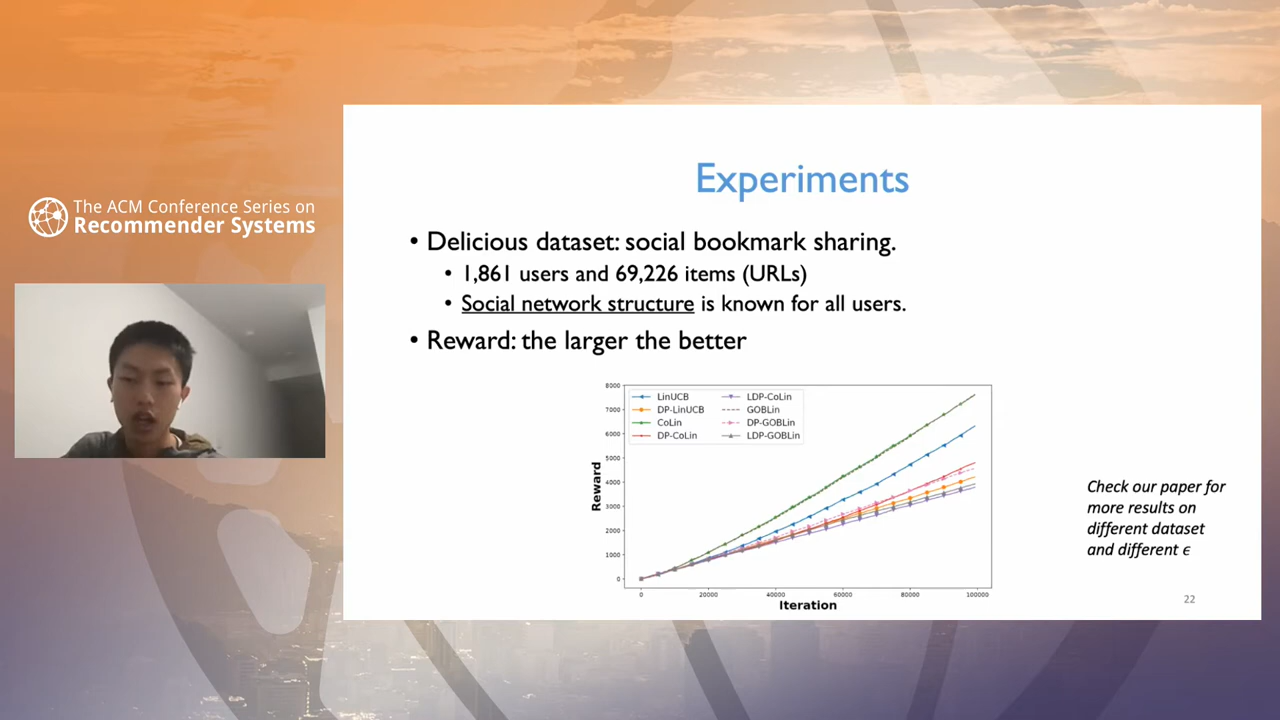 The ACM Conference Series on
Recommender Systems
Experiments
• Delicious dataset: social bookmark sharing.
• 1,861 users and 69,226 items (URLs)
• Social network structure is known for all users.
• Reward: the larger the better
LinUCB
DP-LinUCB
CoLin
DP-CoLin
LDP-CoLin
GOBLin
DP-GOBLin
LDP-GOBLin
8000
7000
6000
5000
4000
3000
2000
1000
0
Reward
0 20000 40000 60000 80000 100000
Iteration
Check our paper for
more results on
different dataset
and different ϵ
22